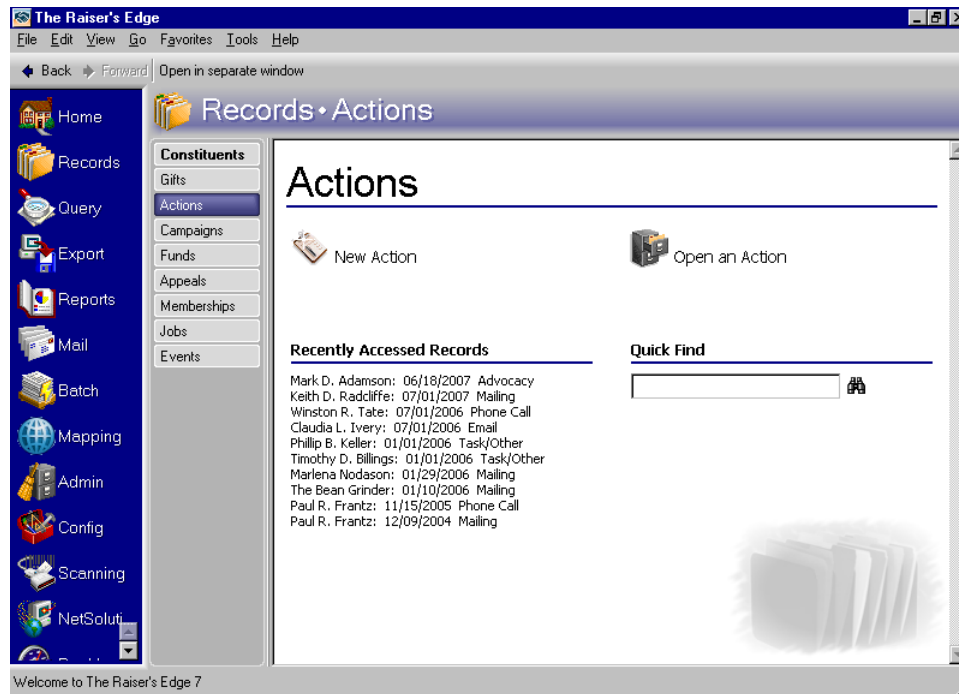 The Raiser's Edge
File Edit View Go Favorites Tools Help
Back Forward Open in separate window
Home
Records
Query
Export
Reports
Mail
Batch
Mapping
Admin
Config
Scanning
NetSoluti
Records · Actions
Constituents
Gifts
Actions
Campaigns
Funds
Appeals
Memberships
Jobs
Events
Actions
New Action
Open an Action
Recently Accessed Records
Mark D. Adamson: 06/18/2007 Advocacy
Keith D. Radcliffe: 07/01/2007 Mailing
Winston R. Tate: 07/01/2006 Phone Call
Claudia L. Ivery: 07/01/2006 Email
Phillip B. Keller: 01/01/2006 Task/Other
Timothy D. Billings: 01/01/2006 Task/Other
Marlena Nodason: 01/29/2006 Mailing
The Bean Grinder: 01/10/2006 Mailing
Paul R. Frantz: 11/15/2005 Phone Call
Paul R. Frantz: 12/09/2004 Mailing
Quick Find
Welcome to The Raiser's Edge 7